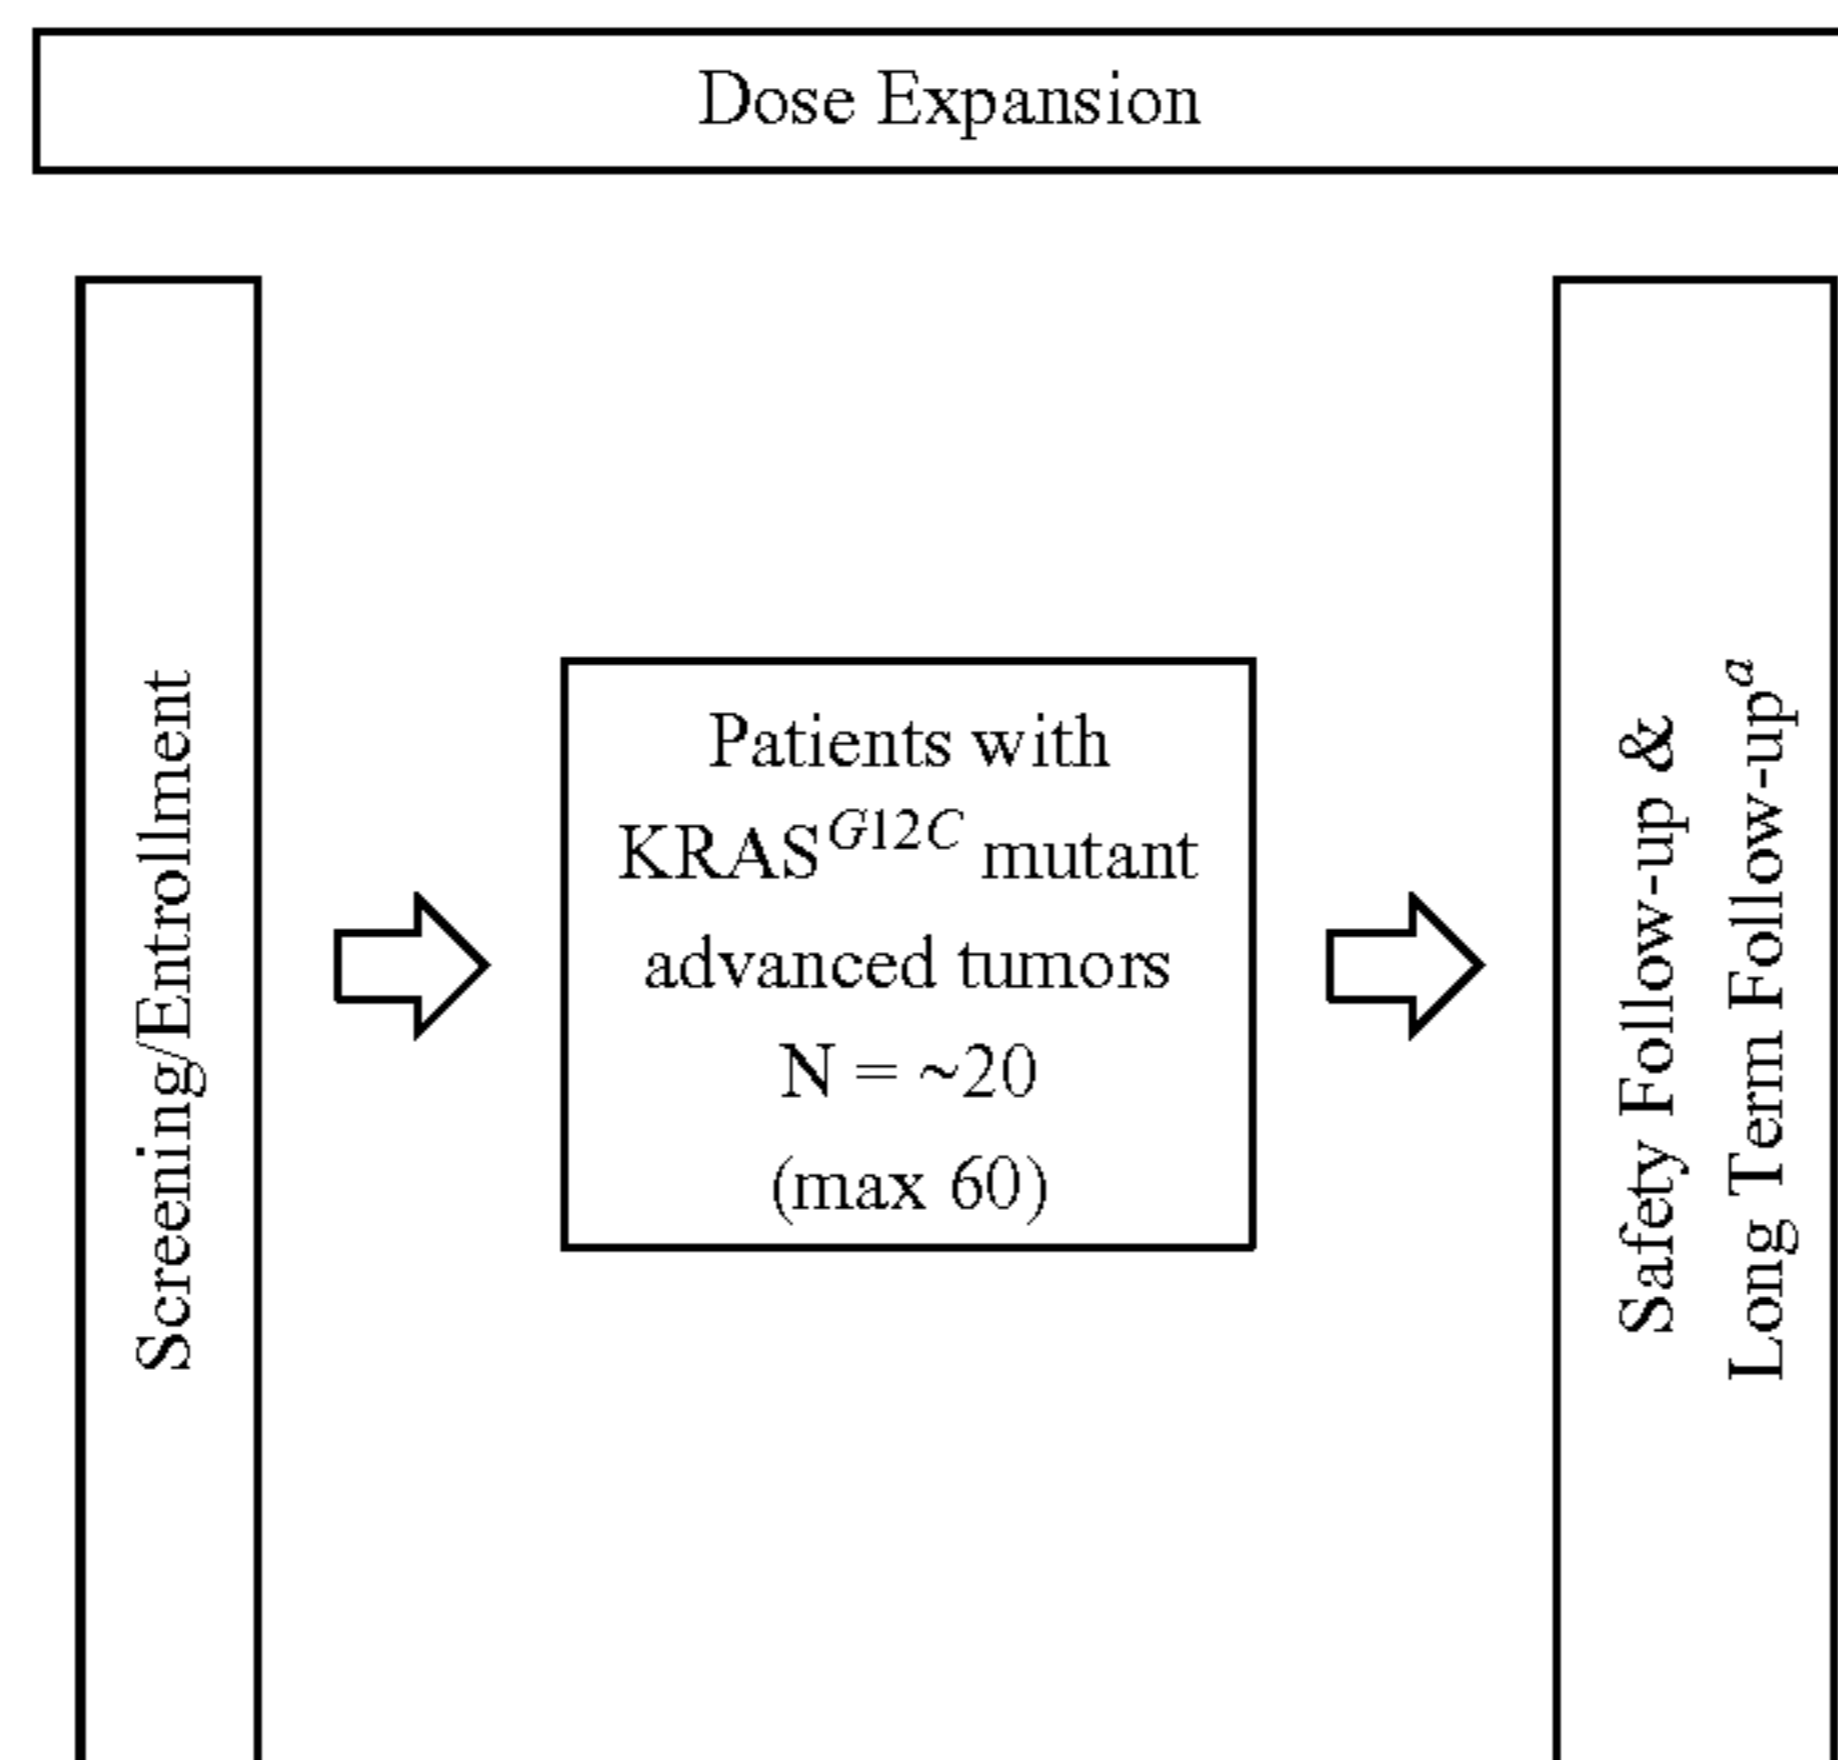 Dose Expansion
Screening/Entrollment
Patients with
KRAS^G12C mutant
advanced tumors
N = ~20
(max 60)
Safety Follow-up &
Long Term Follow-up^a